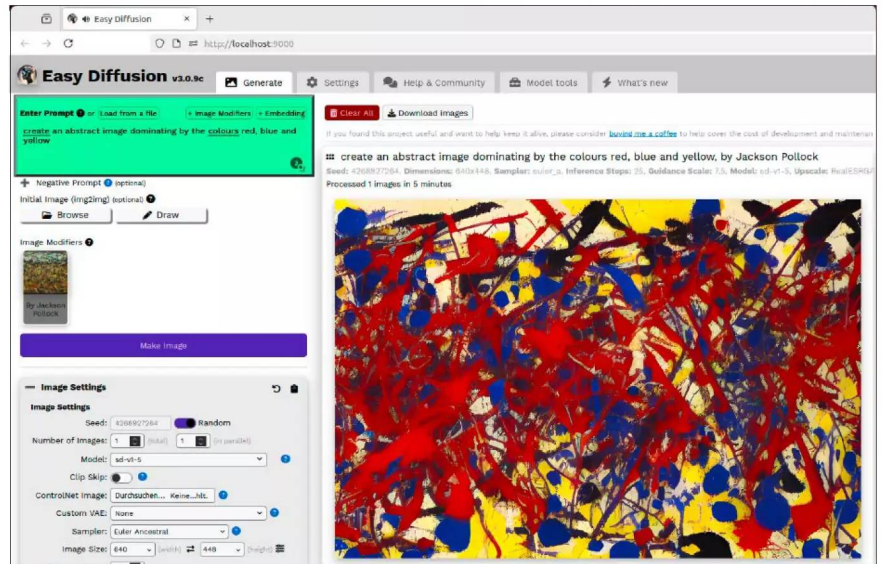 Easy Diffusion
http://localhost:9000
Easy Diffusion v3.0.9c
Generate
Settings
Help & Community
Model tools
What's new
Enter Prompt or Load from a file
+ Image Modifiers + Embedding
create an abstract image dominating by the colours red, blue and
yellow
Negative Prompt (optional)
Initial Image (img2img) (optional)
Browse
Draw
Image Modifiers
By Jackson
Pollock
Make Image
Image Settings
Image Settings
Seed: 4268927264 Random
Number of Images: 1 (total) 1 (in parallel)
Model: sd-v1-5
Clip Skip:
ControlNet Image: Durchsuchen... Keine...hlt.
Custom VAE: None
Sampler: Euler Ancestral
Image Size: 640 (width) 448 (height)
Clear All
Download images
If you found this project useful and want to help keep it alive, please consider buying me a coffee to help cover the cost of development and
create an abstract image dominating by the colours red, blue and yellow, by Jackson Pollock
Seed: 4268927264, Dimensions: 640x448, Sampler: euler_a, Inference Steps: 25, Guidance Scale: 7.5, Model: sd-v1-5, Upscale:
Processed 1 images in 5 minutes